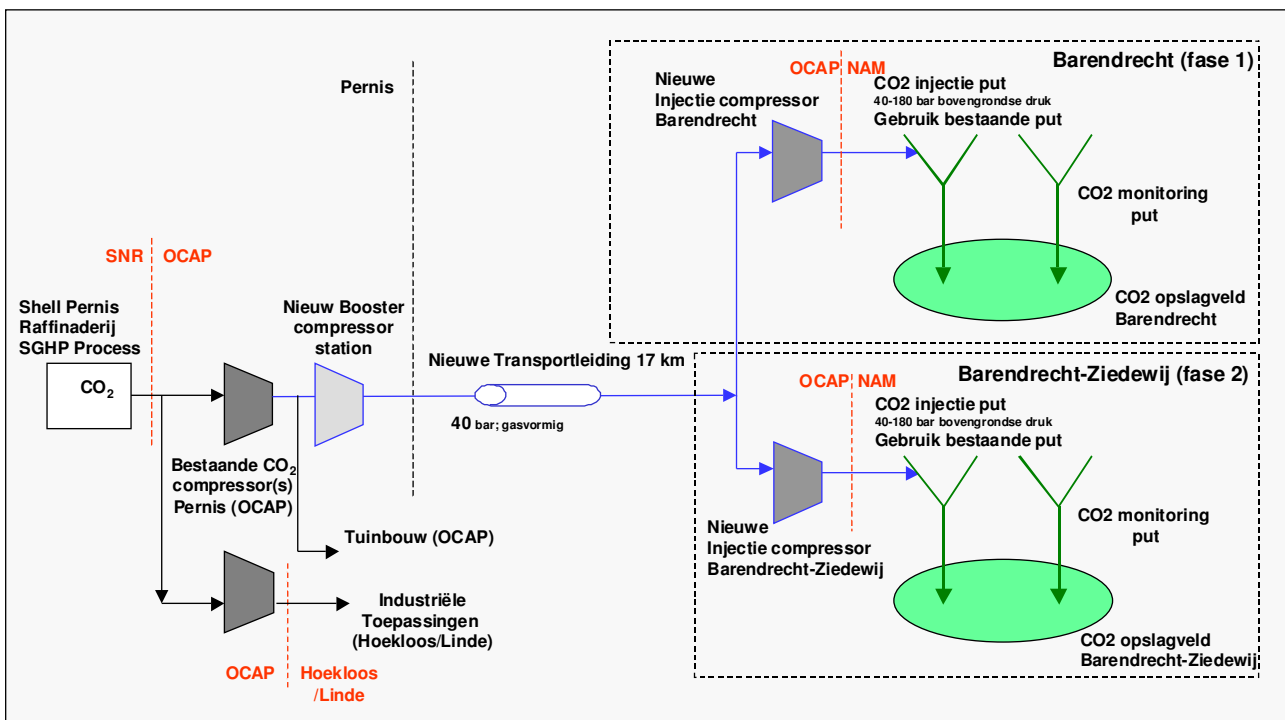 Pernis
OCAP NAM
Barendrecht (fase 1)
Nieuwe
Injectie compressor
Barendrecht
CO2 injectie put
40-180 bar bovengrondse druk
Gebruik bestaande put
CO2 monitoring
put
CO2 opslagveld
Barendrecht
SNR OCAP
Shell Pernis
Raffinaderij
SGHP Process
CO₂
Nieuw Booster
compressor
station
Nieuwe Transportleiding 17 km
40 bar; gasvormig
Bestaande CO₂
compressor(s)
Pernis (OCAP)
Tuinbouw (OCAP)
Industriële
Toepassingen
(Hoekloos/Linde)
OCAP Hoekloos
/Linde
OCAP NAM
Barendrecht-Ziedewij (fase 2)
CO2 injectie put
40-180 bar bovengrondse druk
Gebruik bestaande put
Nieuwe
Injectie compressor
Barendrecht-Ziedewij
CO2 monitoring
put
CO2 opslagveld
Barendrecht-Ziedewij